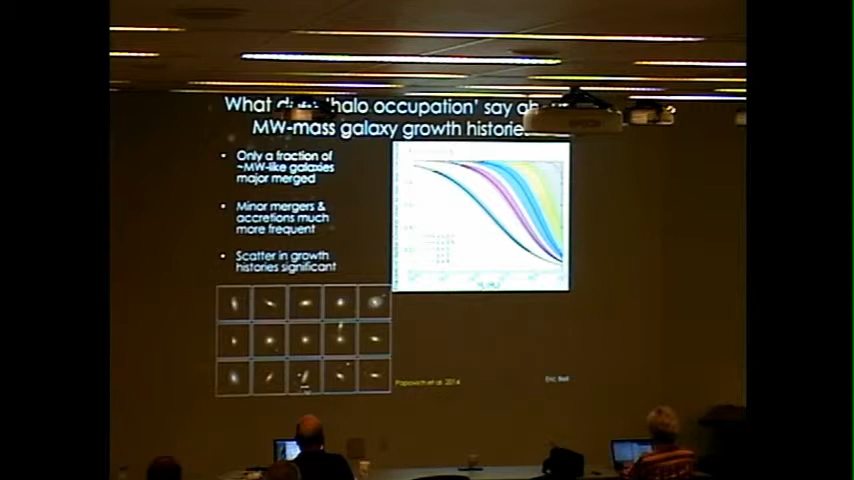 What does 'halo occupation' say
MW-mass galaxy growth histories
• Only a fraction of
~MW-like galaxies
major merged
• Minor mergers &
accretions much
more frequent
• Scatter in growth
histories significant
Papovich et al. 2014
Eric Bell